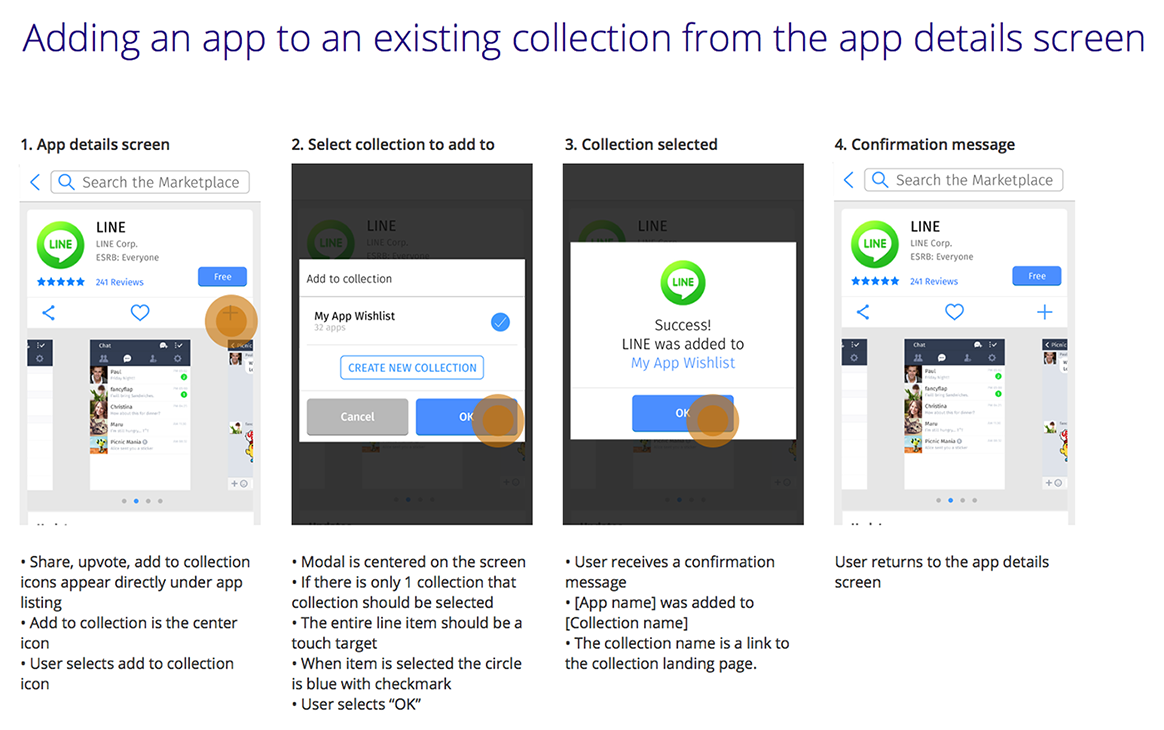 Adding an app to an existing collection from the app details screen
1. App details screen
Search the Marketplace
LINE
LINE
LINE Corp.
ESRB: Everyone
241 Reviews
Free
Chat
Paul
fancyflap
Christina
Maru
Picnic Mania
• Share, upvote, add to collection
icons appear directly under app
listing
• Add to collection is the center
icon
• User selects add to collection
icon
2. Select collection to add to
LINE
LINE
LINE Corp.
Add to collection
My App Wishlist
32 apps
CREATE NEW COLLECTION
Cancel
OK
• Modal is centered on the screen
• If there is only 1 collection that
collection should be selected
• The entire line item should be a
touch target
• When item is selected the circle
is blue with checkmark
• User selects “OK”
3. Collection selected
LINE
LINE
Success!
LINE was added to
My App Wishlist
OK
• User receives a confirmation
message
• [App name] was added to
[Collection name]
• The collection name is a link to
the collection landing page.
4. Confirmation message
Search the Marketplace
LINE
LINE
LINE Corp.
ESRB: Everyone
241 Reviews
Free
Chat
Paul
fancyflap
Christina
Maru
Picnic Mania
User returns to the app details
screen